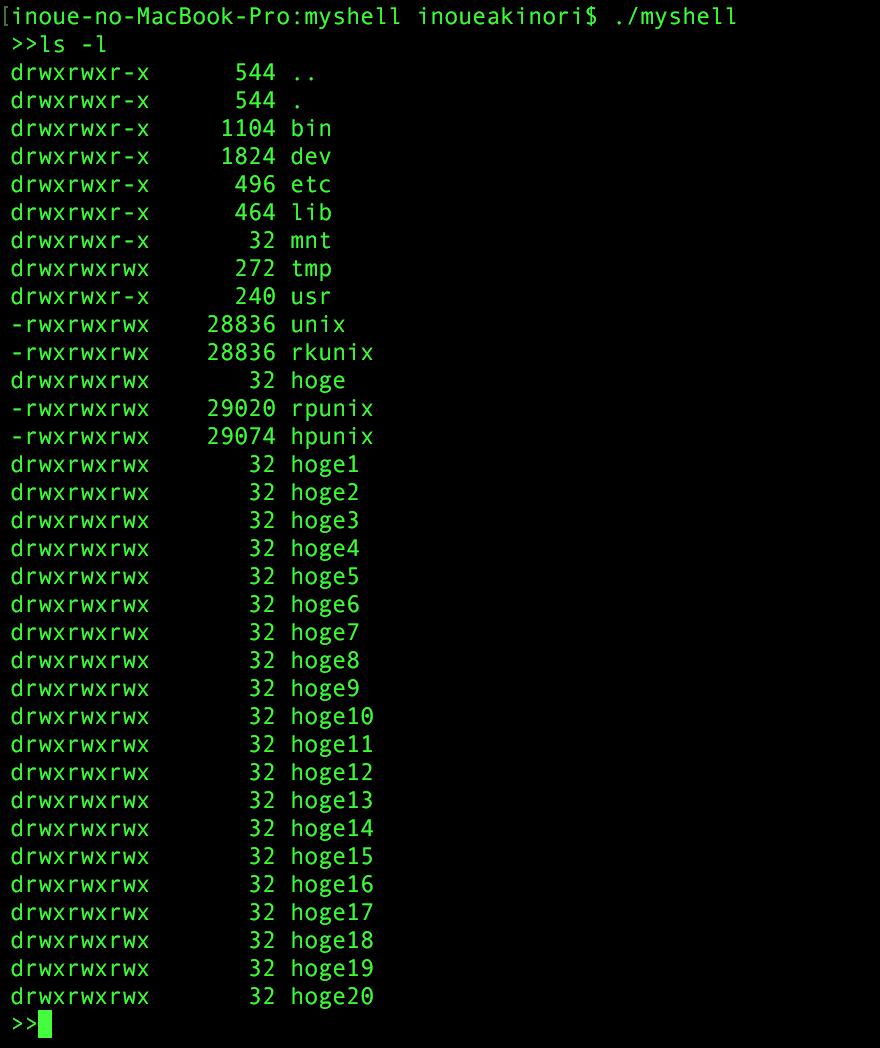 [inoue-no-MacBook-Pro:myshell inoueakinori$ ./myshell
>>ls -l
drwxrwxr-x      544 ..
drwxrwxr-x      544 .
drwxrwxr-x     1104 bin
drwxrwxr-x     1824 dev
drwxrwxr-x      496 etc
drwxrwxr-x      464 lib
drwxrwxr-x       32 mnt
drwxrwxrwx      272 tmp
drwxrwxr-x      240 usr
-rwxrwxrwx    28836 unix
-rwxrwxrwx    28836 rkunix
drwxrwxrwx       32 hoge
-rwxrwxrwx    29020 rpunix
-rwxrwxrwx    29074 hpunix
drwxrwxrwx       32 hoge1
drwxrwxrwx       32 hoge2
drwxrwxrwx       32 hoge3
drwxrwxrwx       32 hoge4
drwxrwxrwx       32 hoge5
drwxrwxrwx       32 hoge6
drwxrwxrwx       32 hoge7
drwxrwxrwx       32 hoge8
drwxrwxrwx       32 hoge9
drwxrwxrwx       32 hoge10
drwxrwxrwx       32 hoge11
drwxrwxrwx       32 hoge12
drwxrwxrwx       32 hoge13
drwxrwxrwx       32 hoge14
drwxrwxrwx       32 hoge15
drwxrwxrwx       32 hoge16
drwxrwxrwx       32 hoge17
drwxrwxrwx       32 hoge18
drwxrwxrwx       32 hoge19
drwxrwxrwx       32 hoge20
>>